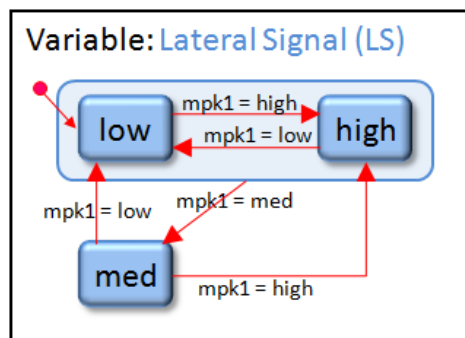 Variable: Lateral Signal (LS)
mpk1 = high
low
high
mpk1 = low
mpk1 = low
mpk1 = med
med
mpk1 = high